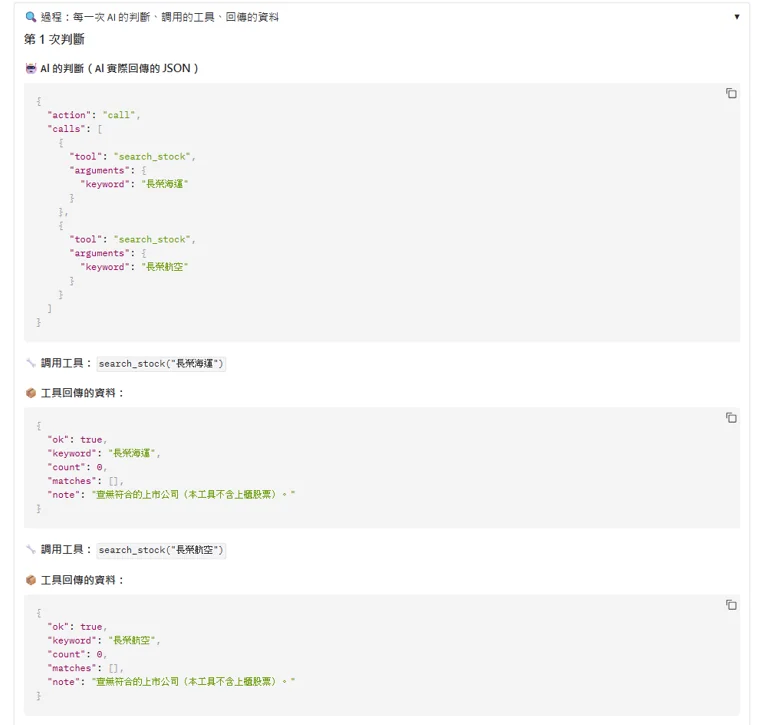 🔍 過程：每一次 AI 的判斷、調用的工具、回傳的資料
第 1 次判斷
AI 的判斷（AI 實際回傳的 JSON）
{
"action": "call",
"calls": [
{
"tool": "search_stock",
"arguments": {
"keyword": "長榮海運"
}
},
{
"tool": "search_stock",
"arguments": {
"keyword": "長榮航空"
}
}
]
}
調用工具： search_stock("長榮海運")
工具回傳的資料：
{
"ok": true,
"keyword": "長榮海運",
"count": 0,
"matches": [],
"note": "查無符合的上市公司（本工具不含上櫃股票）。"
}
調用工具： search_stock("長榮航空")
工具回傳的資料：
{
"ok": true,
"keyword": "長榮航空",
"count": 0,
"matches": [],
"note": "查無符合的上市公司（本工具不含上櫃股票）。"
}